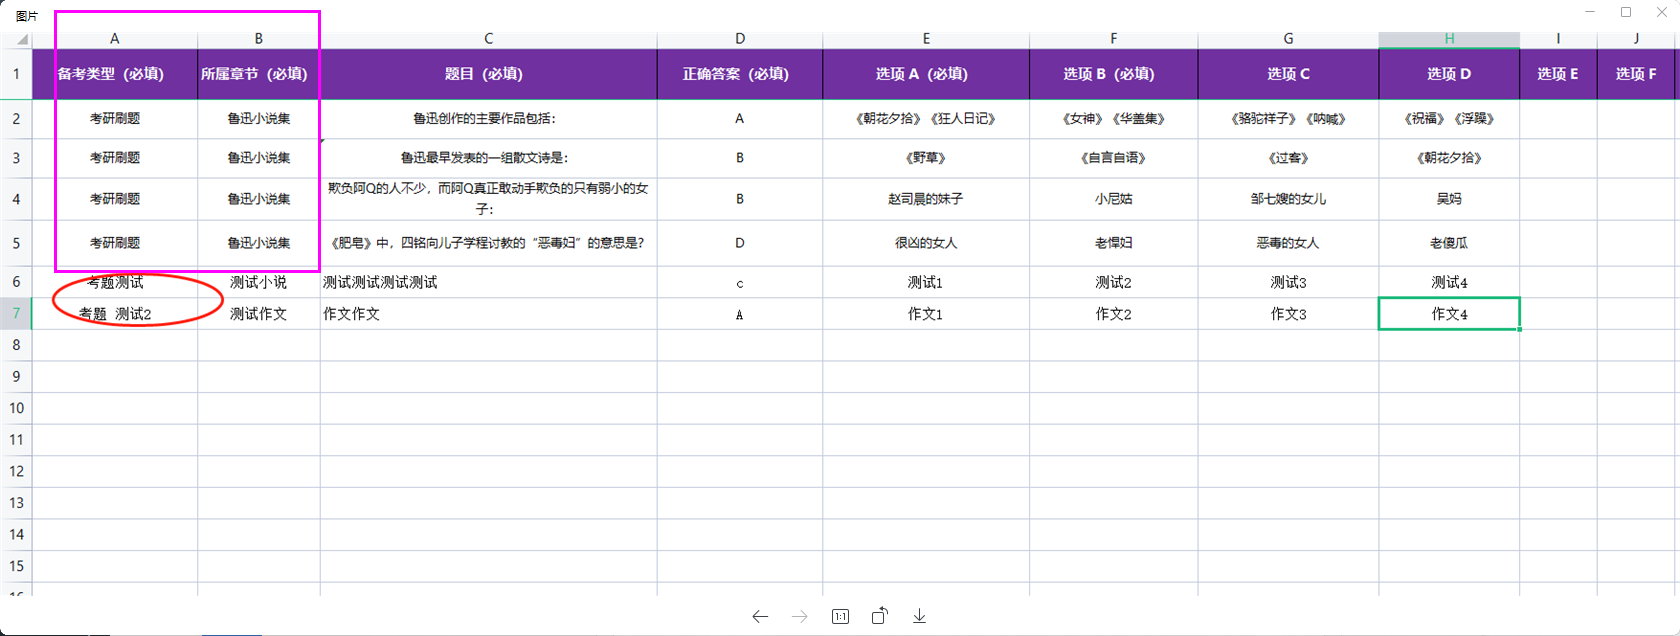 图片
A B C D E F G H I J
1 备考类型（必填） 所属章节（必填） 题目（必填） 正确答案（必填） 选项 A（必填） 选项 B（必填） 选项 C 选项 D 选项 E 选项 F
2 考研刷题 鲁迅小说集 鲁迅创作的主要作品包括： A 《朝花夕拾》《狂人日记》 《女神》《华盖集》 《骆驼祥子》《呐喊》 《祝福》《浮躁》
3 考研刷题 鲁迅小说集 鲁迅最早发表的一组散文诗是： B 《野草》 《自言自语》 《过客》 《朝花夕拾》
4 考研刷题 鲁迅小说集 欺负阿Q的人不少，而阿Q真正敢动手欺负的只有弱小的女
子： B 赵司晨的妹子 小尼姑 邹七嫂的女儿 吴妈
5 考研刷题 鲁迅小说集 《肥皂》中，四铭向儿子学程讨教的“恶毒妇”的意思是？ D 很凶的女人 老悍妇 恶毒的女人 老傻瓜
6 考题测试 测试小说 测试测试测试测试 c 测试1 测试2 测试3 测试4
7 考题 测试2 测试作文 作文作文 A 作文1 作文2 作文3 作文4
8
9
10
11
12
13
14
15
16
1:1